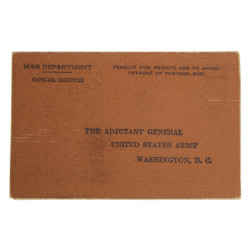 WAR DEPARTMENT
OFFICIAL BUSINESS
PENALTY FOR PRIVATE USE TO AVOID
PAYMENT OF POSTAGE, $300
THE ADJUTANT GENERAL
UNITED STATES ARMY
WASHINGTON, D. C.